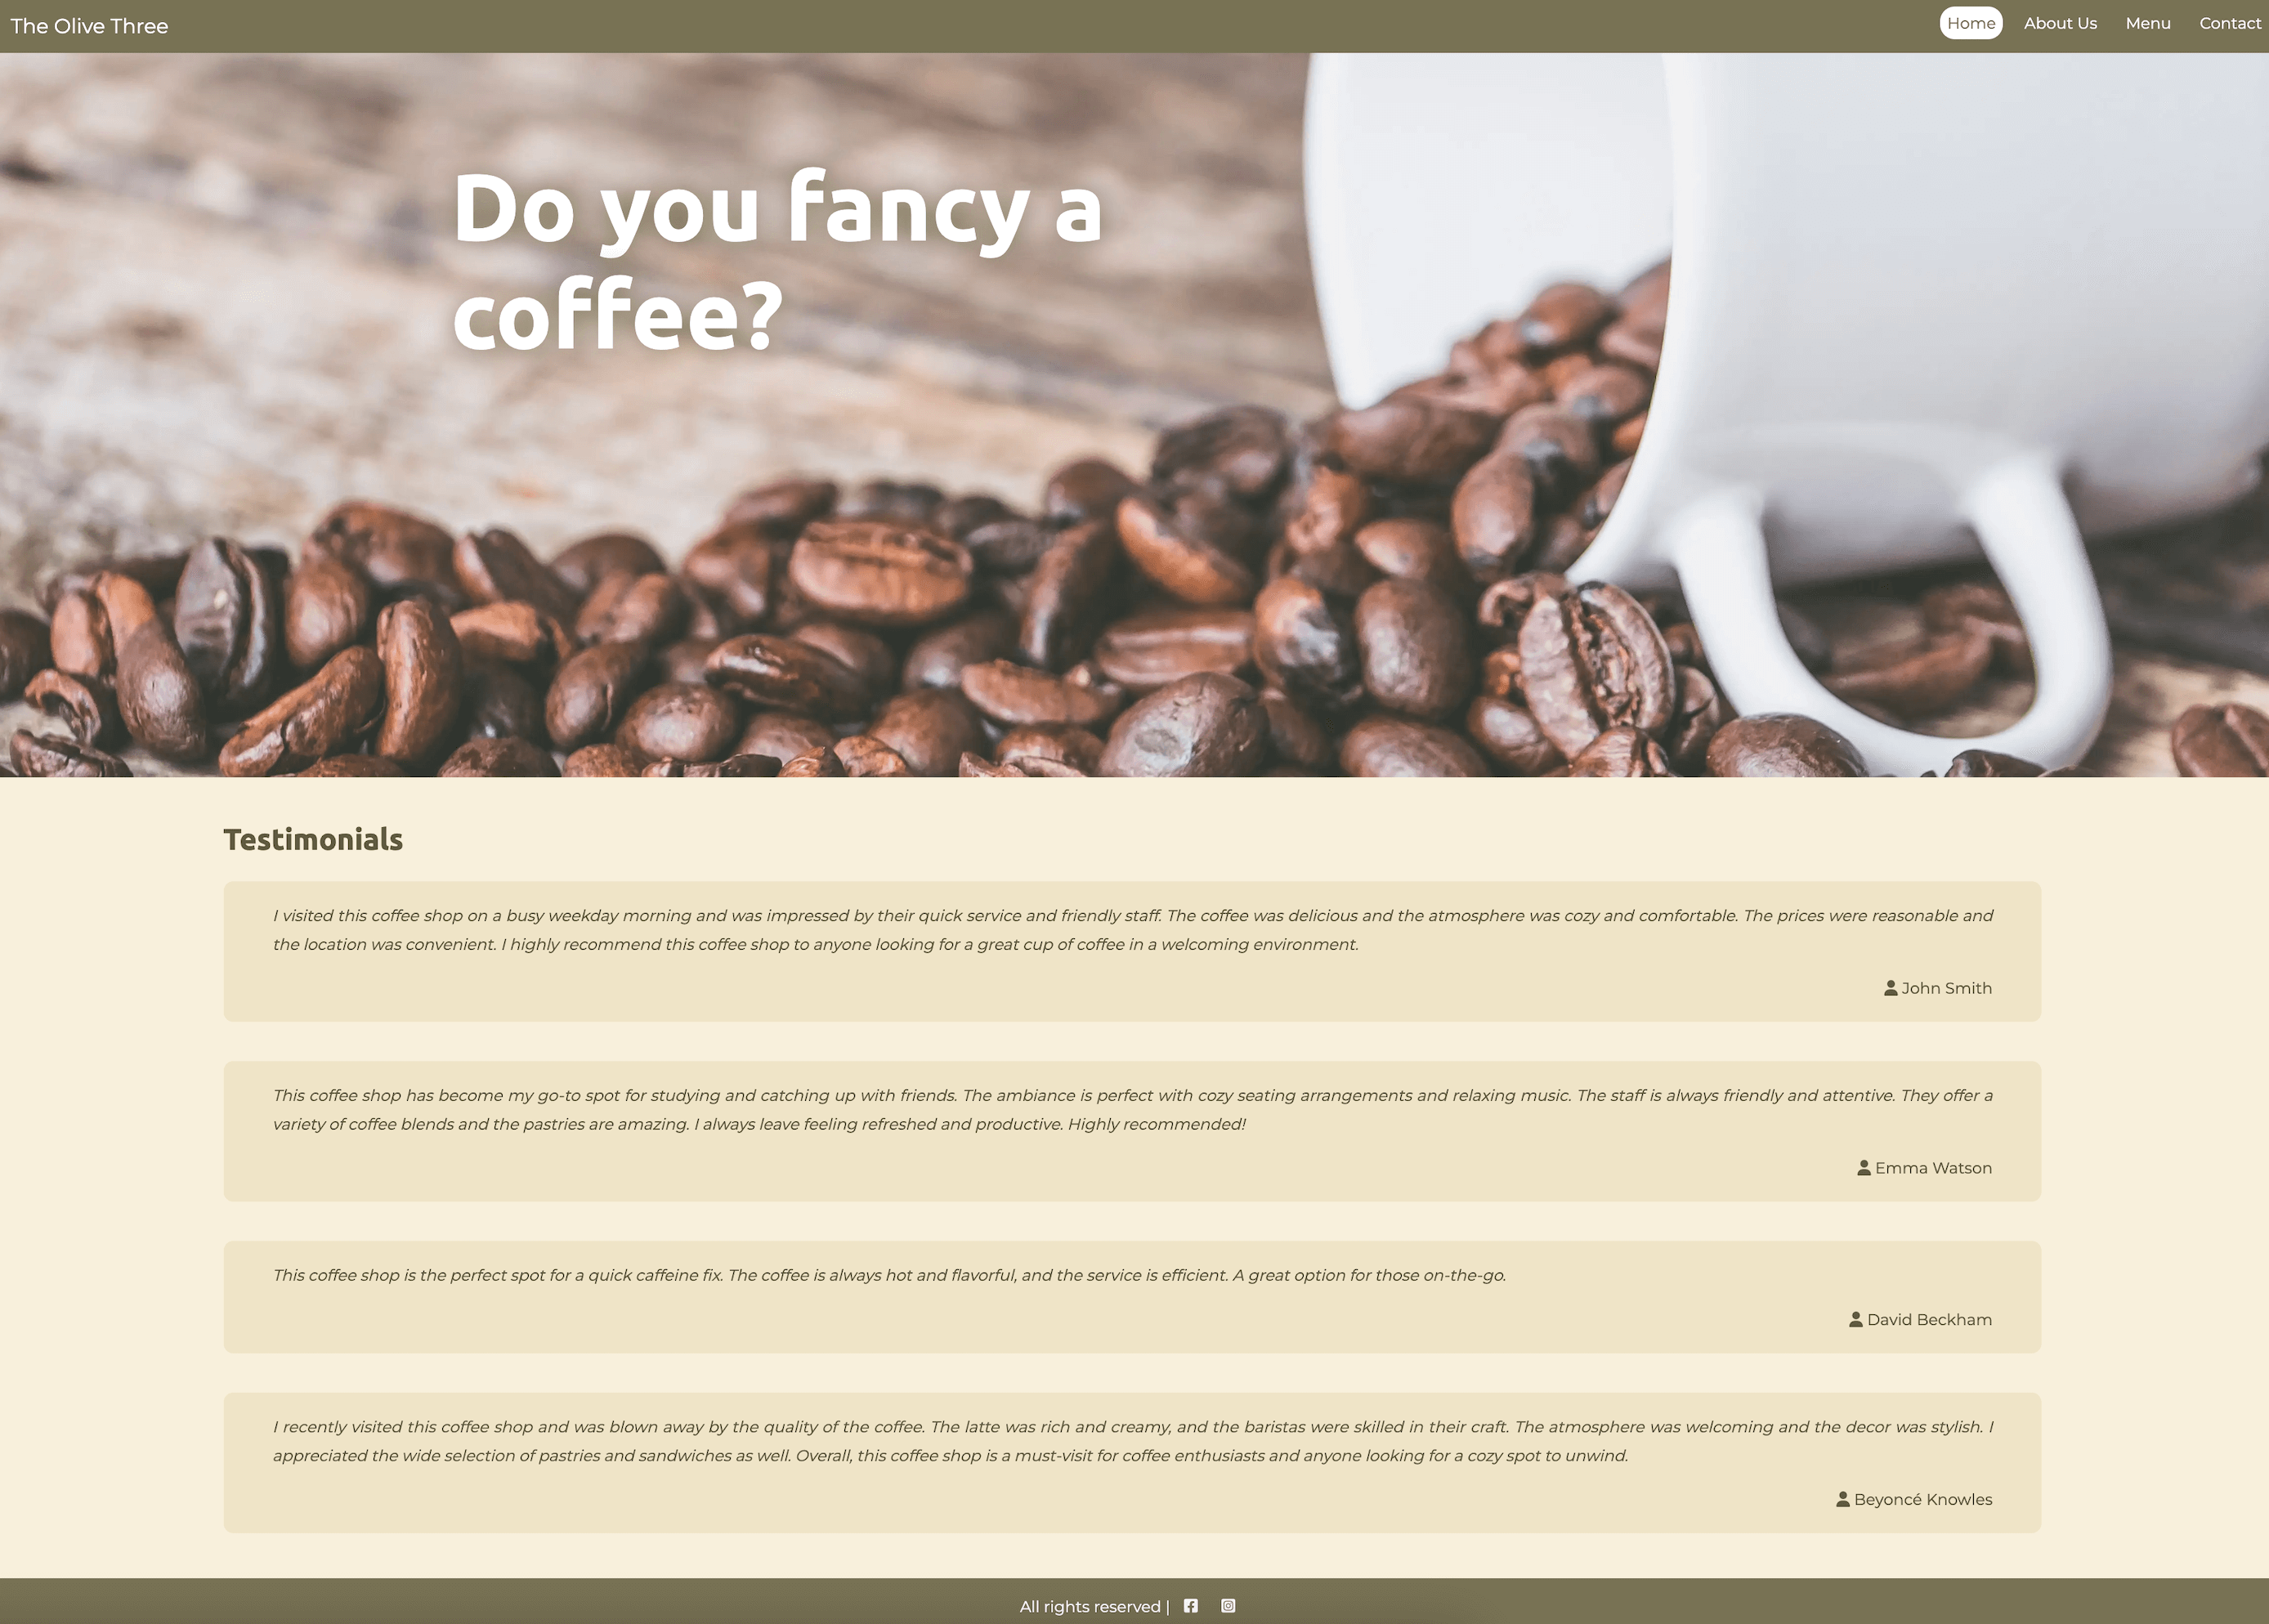 The Olive Three
Home About Us Menu Contact
Do you fancy a
coffee?
Testimonials
I visited this coffee shop on a busy weekday morning and was impressed by their quick service and friendly staff. The coffee was delicious and the atmosphere was cozy and comfortable. The prices were reasonable and
the location was convenient. I highly recommend this coffee shop to anyone looking for a great cup of coffee in a welcoming environment.
John Smith
This coffee shop has become my go-to spot for studying and catching up with friends. The ambiance is perfect with cozy seating arrangements and relaxing music. The staff is always friendly and attentive. They offer a
variety of coffee blends and the pastries are amazing. I always leave feeling refreshed and productive. Highly recommended!
Emma Watson
This coffee shop is the perfect spot for a quick caffeine fix. The coffee is always hot and flavorful, and the service is efficient. A great option for those on-the-go.
David Beckham
I recently visited this coffee shop and was blown away by the quality of the coffee. The latte was rich and creamy, and the baristas were skilled in their craft. The atmosphere was welcoming and the decor was stylish. I
appreciated the wide selection of pastries and sandwiches as well. Overall, this coffee shop is a must-visit for coffee enthusiasts and anyone looking for a cozy spot to unwind.
Beyoncé Knowles
All rights reserved |